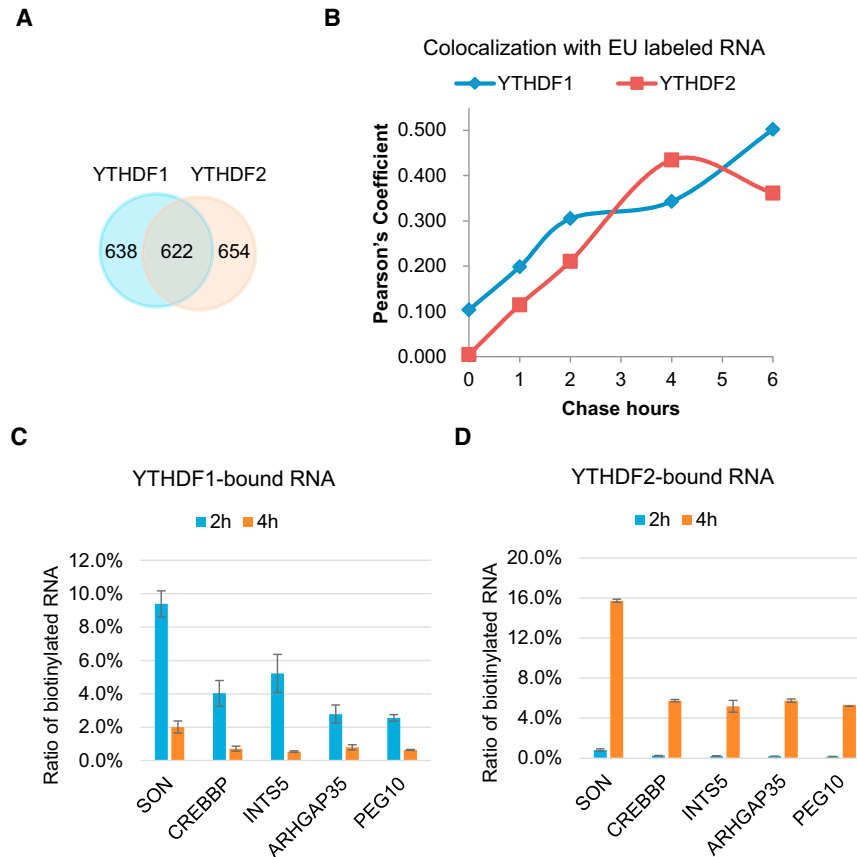 A
YTHDF1 YTHDF2
638 622 654
B
Colocalization with EU labeled RNA
YTHDF1 YTHDF2
Pearson's Coefficient
0.500
0.400
0.300
0.200
0.100
0.000
0 1 2 3 4 5 6
Chase hours
C
YTHDF1-bound RNA
2h 4h
Ratio of biotinylated RNA
12.0%
10.0%
8.0%
6.0%
4.0%
2.0%
0.0%
SON CREBBP INTS5 ARHGAP35 PEG10
D
YTHDF2-bound RNA
2h 4h
Ratio of biotinylated RNA
20.0%
16.0%
12.0%
8.0%
4.0%
0.0%
SON CREBBP INTS5 ARHGAP35 PEG10